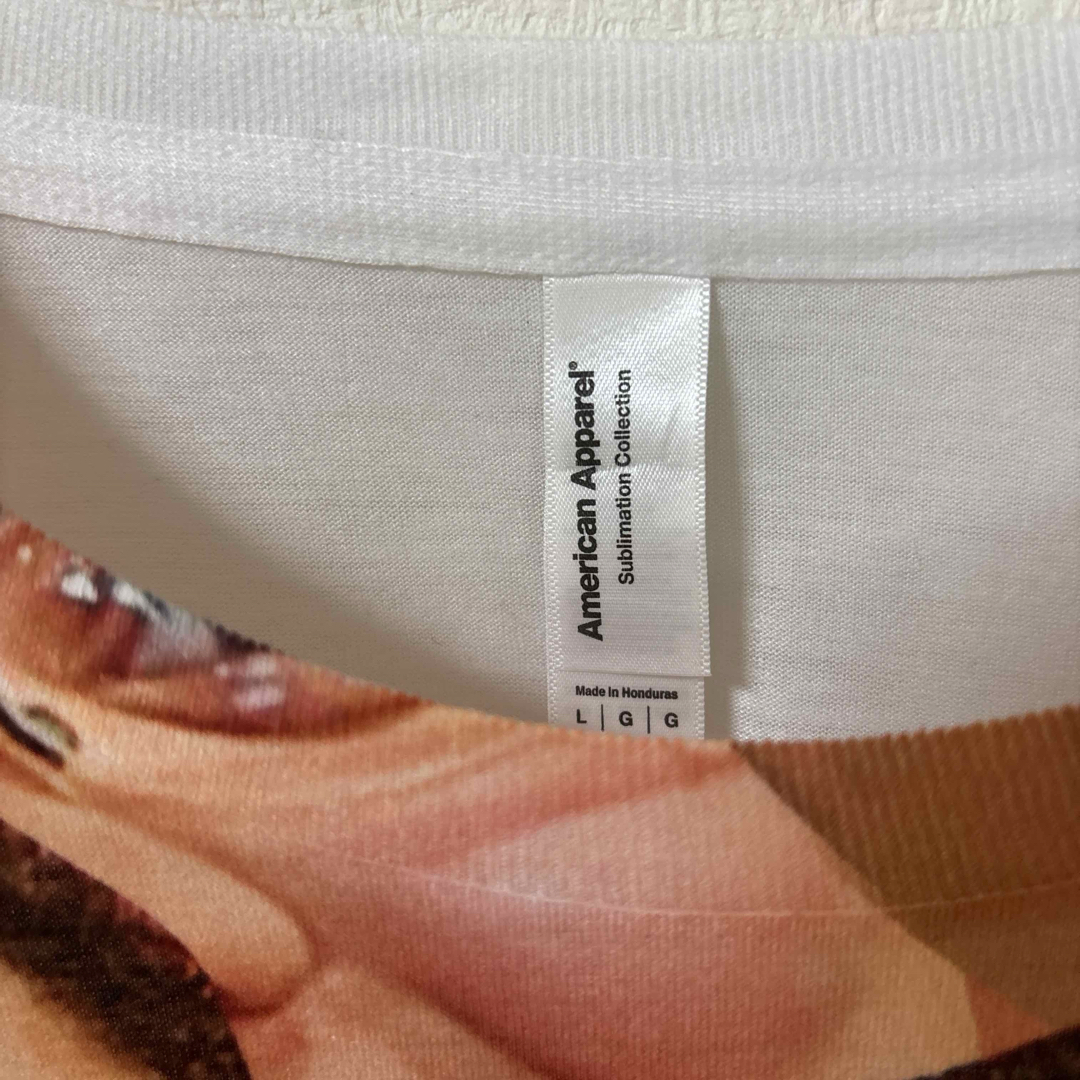 American Apparel®
Sublimation Collection
Made in Honduras
L | G | G